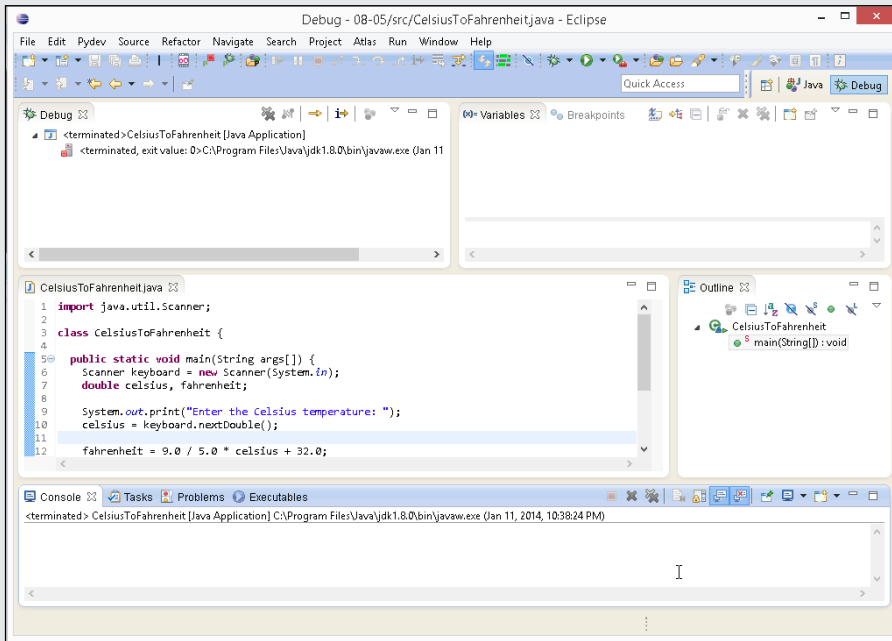 Debug - 08-05/src/CelsiusToFahrenheit.java - Eclipse
File Edit Pydev Source Refactor Navigate Search Project Atlas Run Window Help
Quick Access
Java
Debug
Debug
<terminated>CelsiusToFahrenheit [Java Application]
<terminated, exit value: 0>C:\Program Files\Java\jdk1.8.0\bin\javaw.exe (Jan 11
(x)= Variables
Breakpoints
CelsiusToFahrenheit.java
1 import java.util.Scanner;
2
3 class CelsiusToFahrenheit {
4
5 public static void main(String args[]) {
6 Scanner keyboard = new Scanner(System.in);
7 double celsius, fahrenheit;
8
9 System.out.print("Enter the Celsius temperature: ");
10 celsius = keyboard.nextDouble();
11
12 fahrenheit = 9.0 / 5.0 * celsius + 32.0;
Outline
CelsiusToFahrenheit
S main(String[]) : void
Console Tasks Problems Executables
<terminated> CelsiusToFahrenheit [Java Application] C:\Program Files\Java\jdk1.8.0\bin\javaw.exe (Jan 11, 2014, 10:38:24 PM)